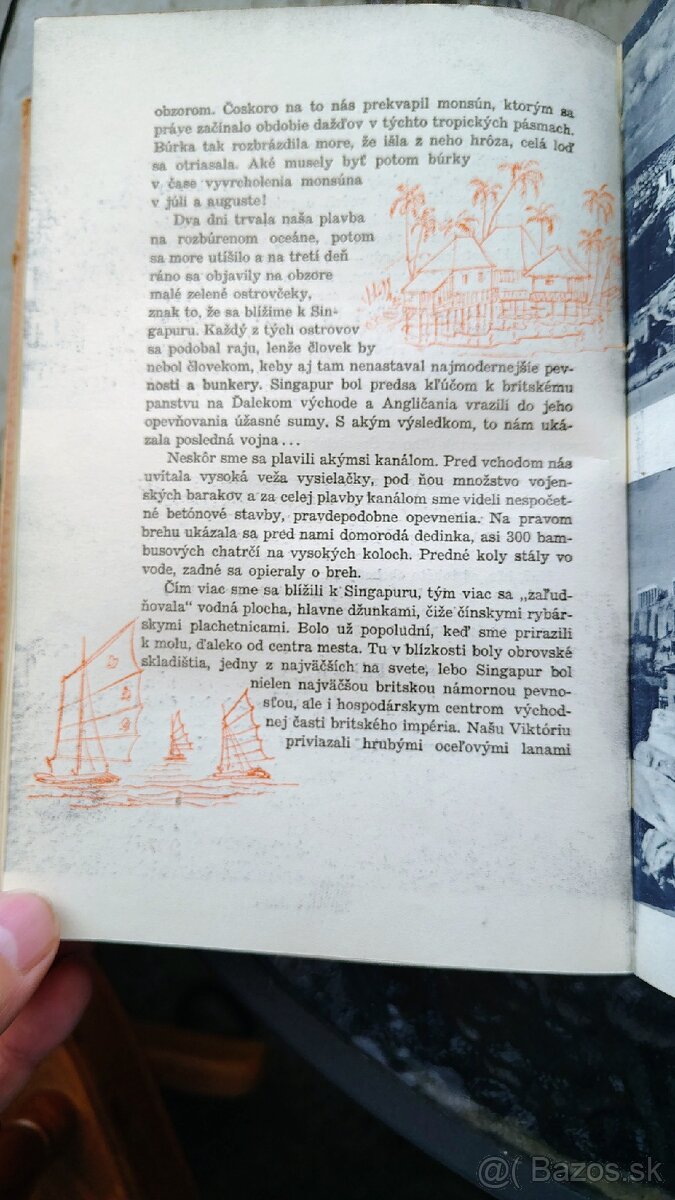 obzorom. Čoskoro na to nás prekvapil monsún, ktorým sa
práve začínalo obdobie dažďov v týchto tropických pásmach.
Búrka tak rozbrázdila more, že išla z neho hrôza, celá loď
sa otriasala. Aké musely byť potom búrky
v čase vyvrcholenia monsúna
v júli a auguste!
Dva dni trvala naša plavba
na rozbúrenom oceáne, potom
sa more utíšilo a na tretí deň
ráno sa objavily na obzore
malé zelené ostrovčeky,
znak to, že sa blížime k Sin-
gapuru. Každý z tých ostrovov
sa podobal raju, lenže človek by
nebol človekom, keby aj tam nenastaval najmodernejšie pev-
nosti a bunkery. Singapur bol predsa kľúčom k britskému
panstvu na Ďalekom východe a Angličania vrazili do jeho
opevňovania úžasné sumy. S akým výsledkom, to nám uká-
zala posledná vojna...
Neskôr sme sa plavili akýmsi kanálom. Pred vchodom nás
uvítala vysoká veža vysielačky, pod ňou množstvo vojen-
ských barakov a za celej plavby kanálom sme videli nespočet-
né betónové stavby, pravdepodobne opevnenia. Na pravom
brehu ukázala sa pred nami domorodá dedinka, asi 300 bam-
busových chatrčí na vysokých koloch. Predné koly stály vo
vode, zadné sa opieraly o breh.
Čím viac sme sa blížili k Singapuru, tým viac sa „zaľud-
ňovala“ vodná plocha, hlavne džunkami, čiže čínskymi rybár-
skymi plachetnicami. Bolo už popoludní, keď sme prirazili
k molu, ďaleko od centra mesta. Tu v blízkosti boly obrovské
skladištia, jedny z najväčších na svete, lebo Singapur bol
nielen najväčšou britskou námornou pevno-
sťou, ale i hospodárskym centrom východ-
nej časti britského impéria. Našu Viktóriu
priviazali hrubými oceľovými lanami
@( Bazos.sk